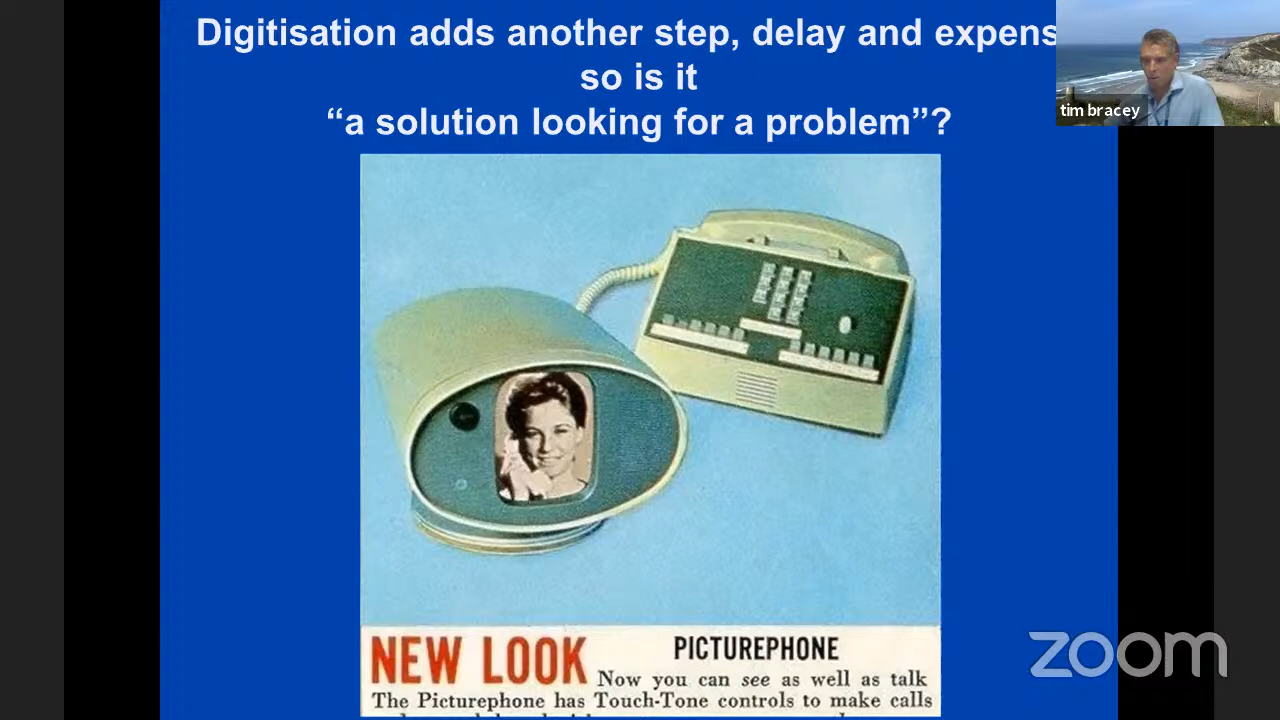 Digitisation adds another step, delay and expens
so is it
“a solution looking for a problem”?
tim bracey
NEW LOOK
PICTUREPHONE
Now you can see as well as talk
The Picturephone has Touch-Tone controls to make calls
zoom